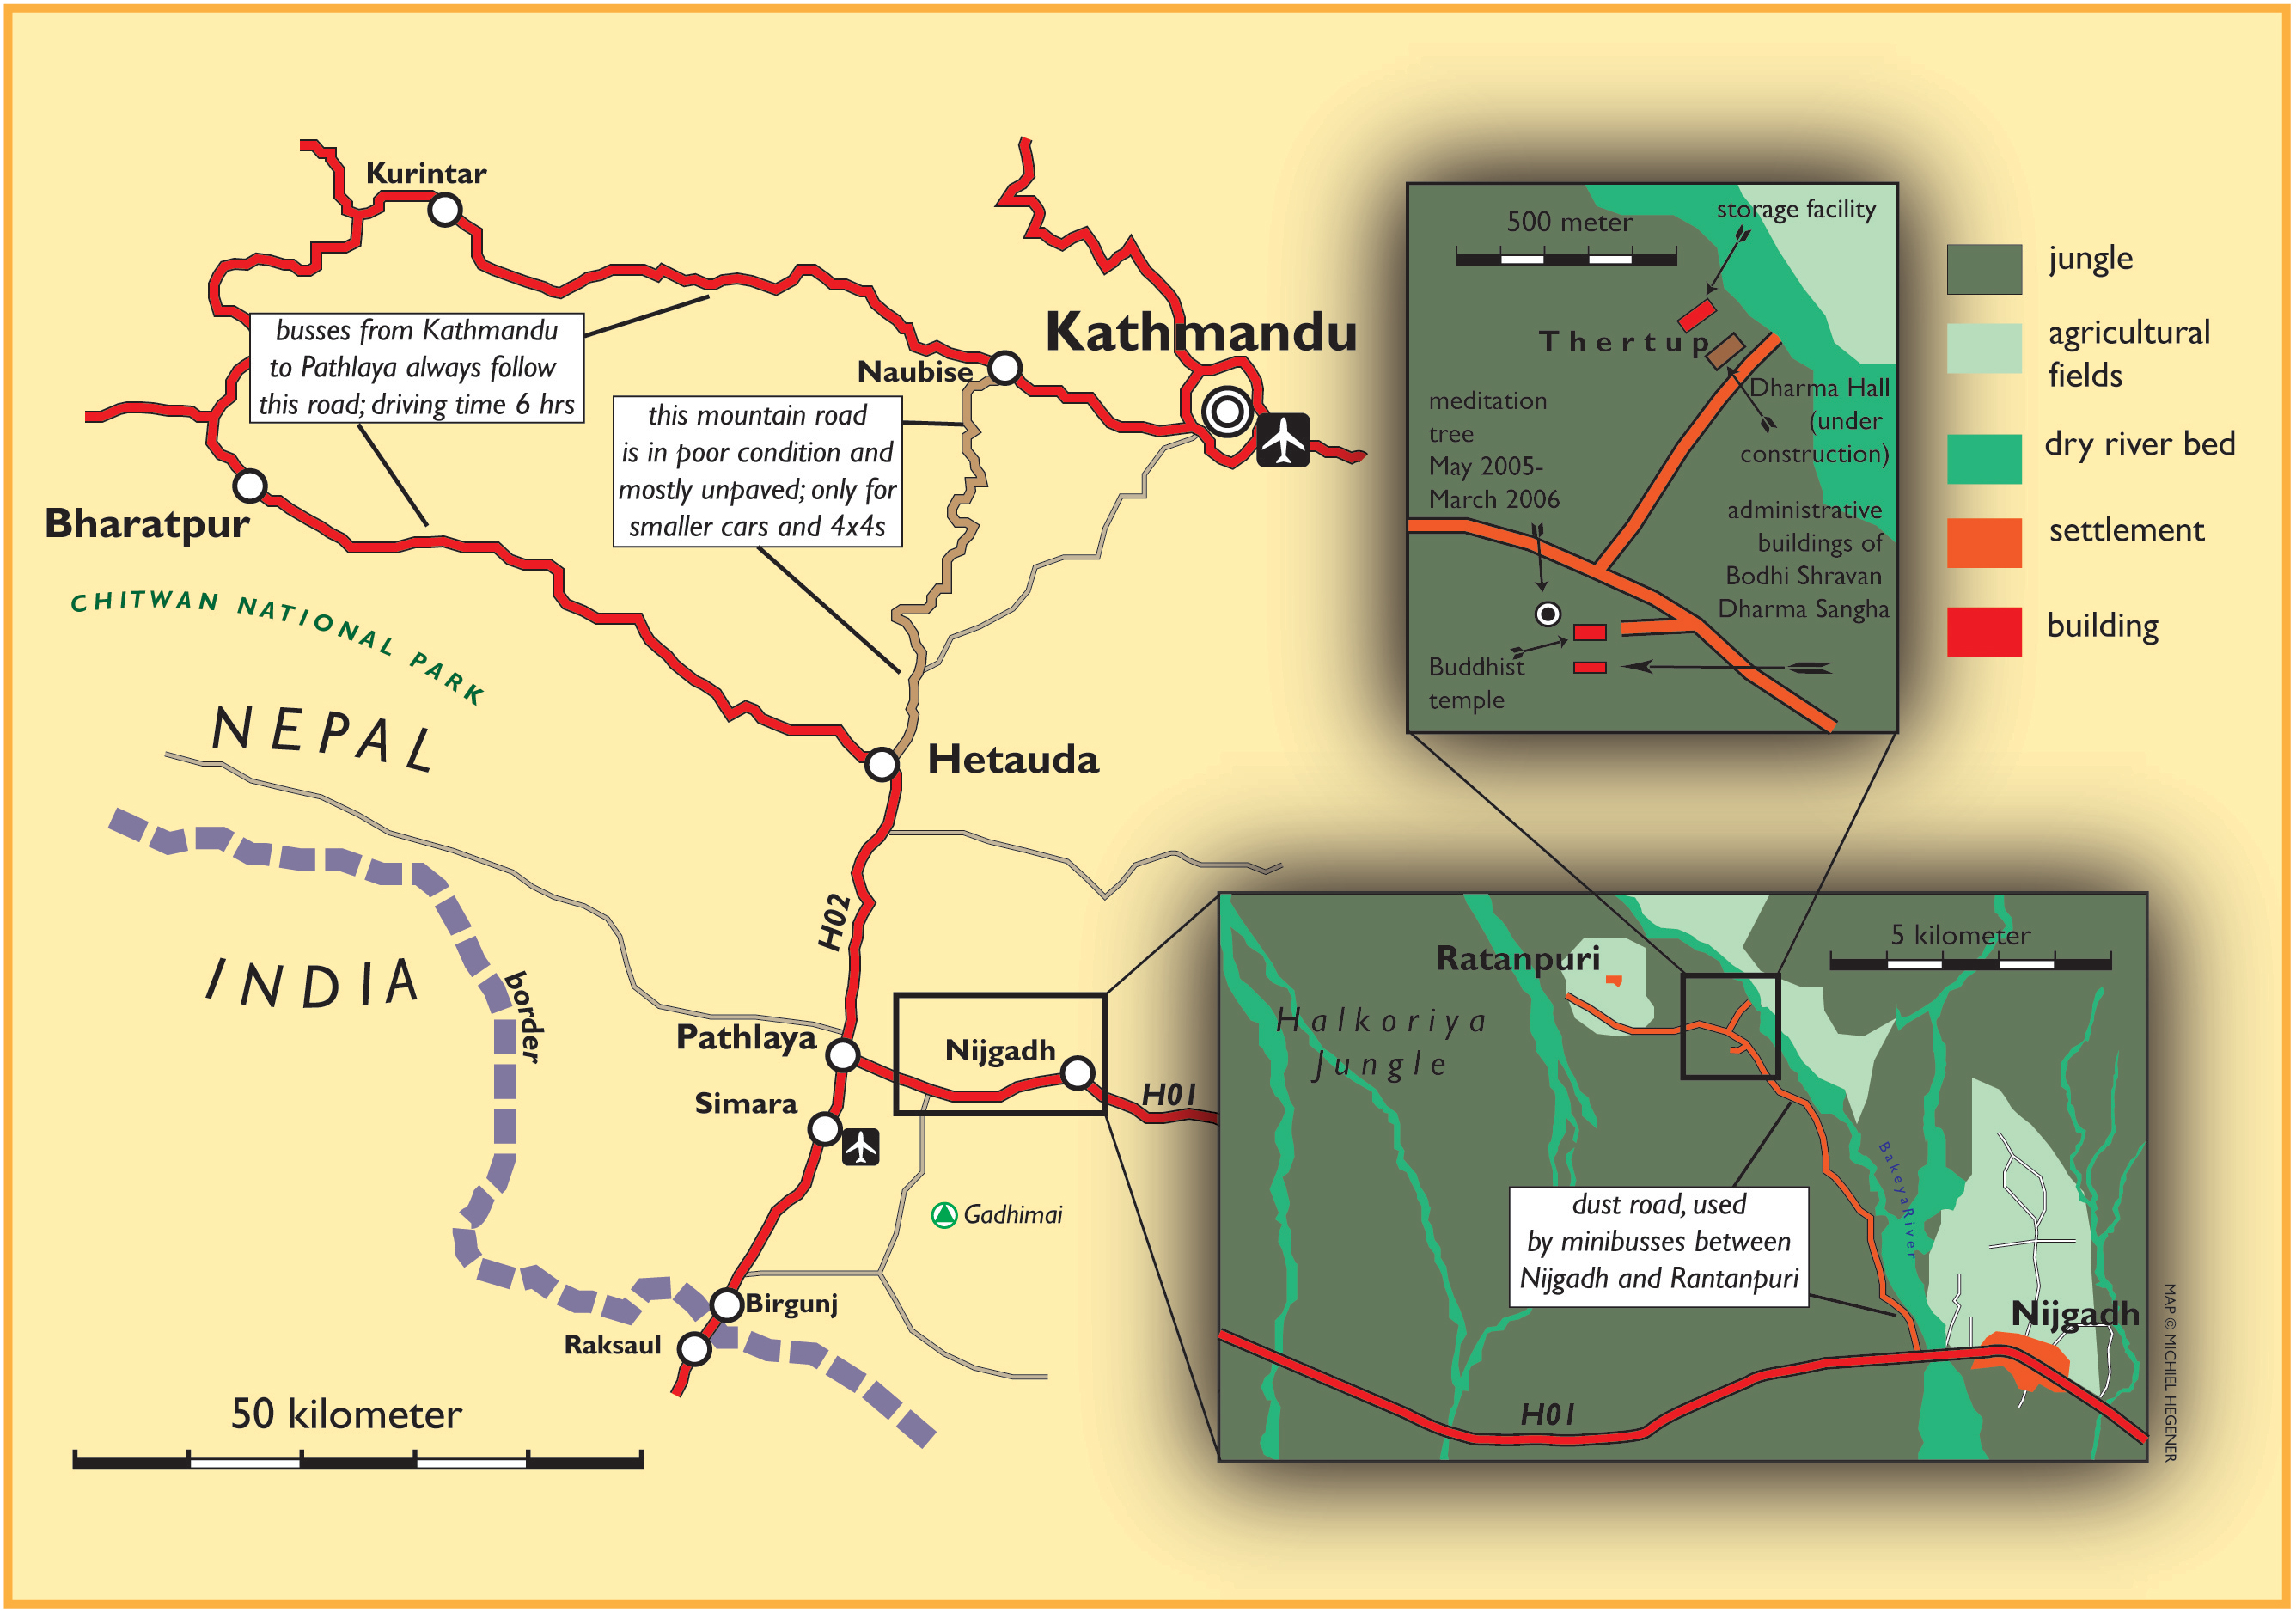 Kurintar
busses from Kathmandu
to Pathlaya always follow
this road; driving time 6 hrs
Naubise
Kathmandu
this mountain road
is in poor condition and
mostly unpaved; only for
smaller cars and 4x4s
Bharatpur
CHITWAN NATIONAL PARK
NEPAL
Hetauda
INDIA
border
H02
Pathlaya
Nijgadh
H01
Simara
Gadhimai
Birgunj
Raksaul
50 kilometer
500 meter
storage facility
Thertup
Dharma Hall
(under
construction)
meditation
tree
May 2005-
March 2006
administrative
buildings of
Bodhi Shravan
Dharma Sangha
Buddhist
temple
jungle
agricultural
fields
dry river bed
settlement
building
5 kilometer
Ratanpuri
Halkoriya
Jungle
Bakeya River
dust road, used
by minibusses between
Nijgadh and Rantanpuri
Nijgadh
H01
MAP © MICHIEL HEGENER